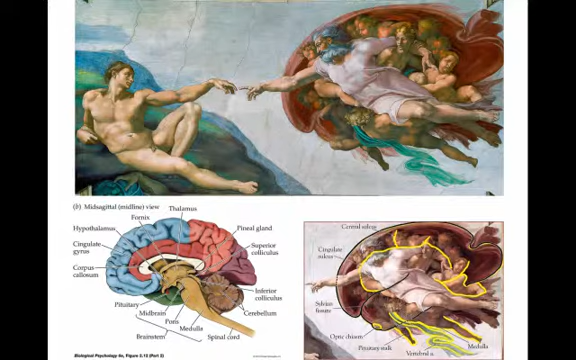 (b) Midsagittal (midline) view
Thalamus
Fornix
Hypothalamus
Cingulate
gyrus
Corpus
callosum
Pineal gland
Superior
colliculus
Inferior
colliculus
Cerebellum
Pituitary
Midbrain
Pons
Medulla
Brainstem
Spinal cord
Biological Psychology 6e, Figure 2.12 (Part 2)
Central sulcus
Cingulate
sulcus
Sylvian
fissure
Optic chiasm
Pituitary stalk
Vertebral a.
Medulla